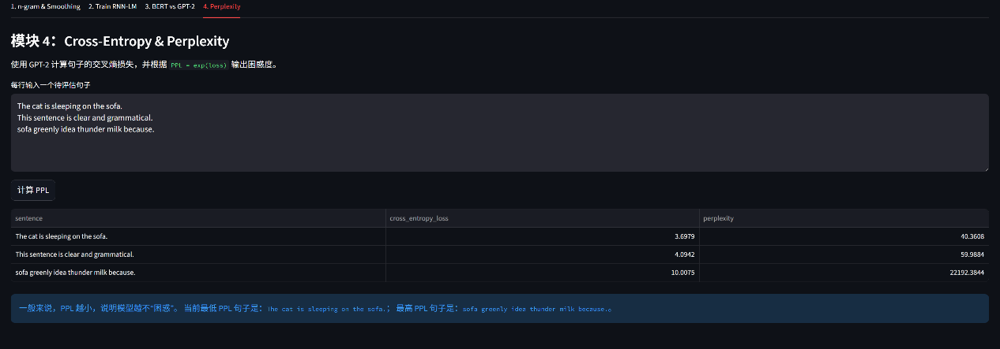 1. n-gram & Smoothing 2. Train RNN-LM 3. BERT vs GPT-2 4. Perplexity
模块 4：Cross-Entropy & Perplexity
使用 GPT-2 计算句子的交叉熵损失，并根据 PPL = exp(loss) 输出困惑度。
每行输入一个待评估句子
The cat is sleeping on the sofa.
This sentence is clear and grammatical.
sofa greenly idea thunder milk because.
计算 PPL
sentence cross_entropy_loss perplexity
The cat is sleeping on the sofa. 3.6979 40.3608
This sentence is clear and grammatical. 4.0942 59.9884
sofa greenly idea thunder milk because. 10.0075 22192.3844
一般来说，PPL 越小，说明模型越不“困惑”。 当前最低 PPL 句子是：The cat is sleeping on the sofa.； 最高 PPL 句子是：sofa greenly idea thunder milk because.。